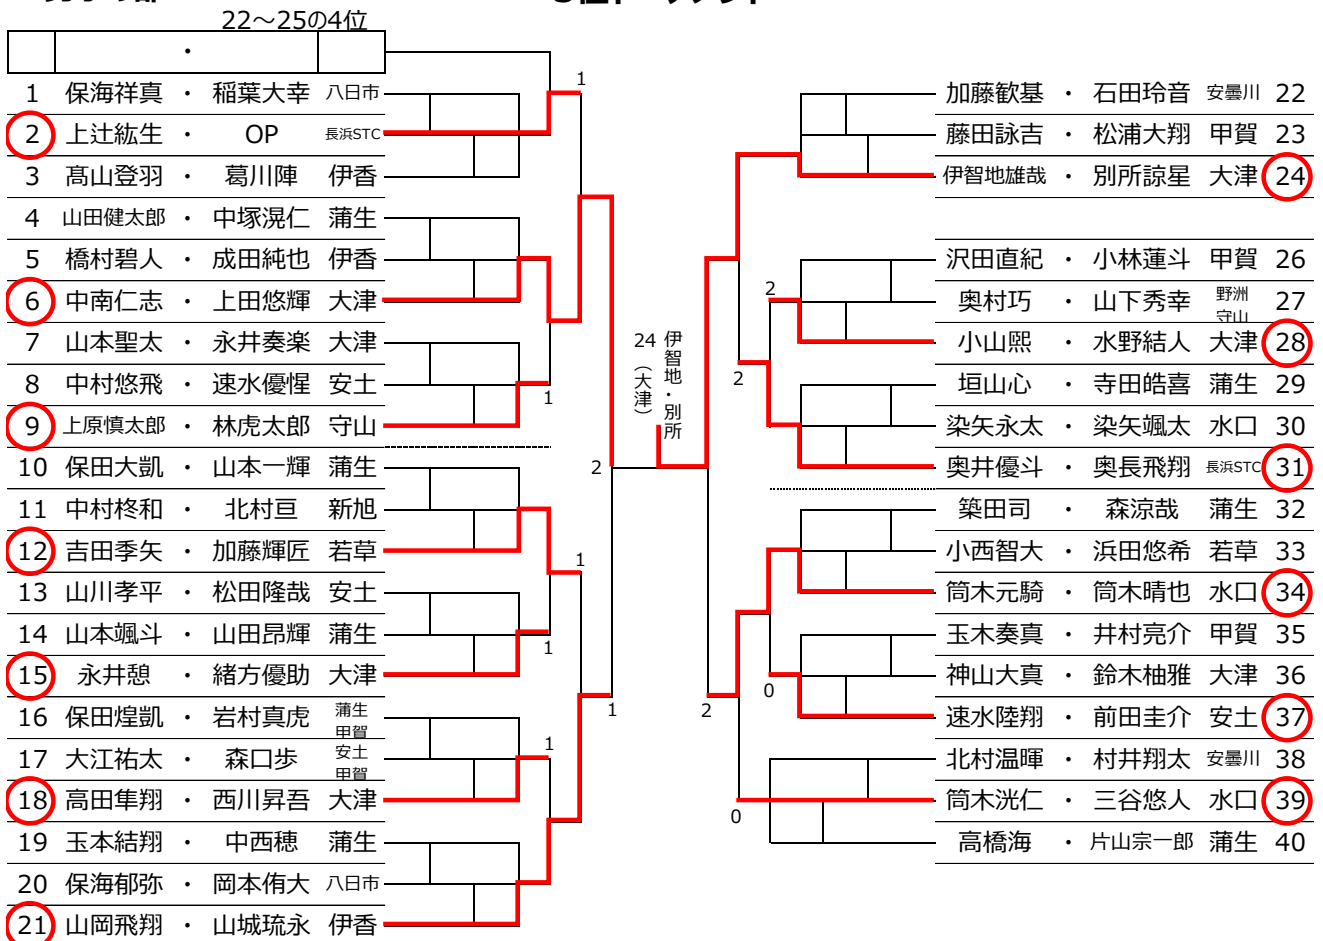 22～25の4位
・
1 保海祥真 ・ 稲葉大幸 八日市
2 上辻紘生 ・ OP 長浜STC
3 髙山登羽 ・ 葛川陣 伊香
4 山田健太郎 ・ 中塚滉仁 蒲生
5 橋村碧人 ・ 成田純也 伊香
6 中南仁志 ・ 上田悠輝 大津
7 山本聖太 ・ 永井奏楽 大津
8 中村悠飛 ・ 速水優惺 安土
9 上原慎太郎 ・ 林虎太郎 守山
10 保田大凱 ・ 山本一輝 蒲生
11 中村柊和 ・ 北村亘 新旭
12 吉田季矢 ・ 加藤輝匠 若草
13 山川孝平 ・ 松田隆哉 安土
14 山本颯斗 ・ 山田昂輝 蒲生
15 永井憩 ・ 緒方優助 大津
16 保田煌凱 ・ 岩村真虎 蒲生 甲賀
17 大江祐太 ・ 森口歩 安土 甲賀
18 高田隼翔 ・ 西川昇吾 大津
19 玉本結翔 ・ 中西穂 蒲生
20 保海郁弥 ・ 岡本侑大 八日市
21 山岡飛翔 ・ 山城琉永 伊香
1
1
1
1
1
2
1
24（大津）
伊智地・別所
2
2
0
2
0
加藤歓基 ・ 石田玲音 安曇川 22
藤田詠吉 ・ 松浦大翔 甲賀 23
伊智地雄哉 ・ 別所諒星 大津 24
沢田直紀 ・ 小林蓮斗 甲賀 26
奥村巧 ・ 山下秀幸 野洲 守山 27
小山熙 ・ 水野結人 大津 28
垣山心 ・ 寺田皓喜 蒲生 29
染矢永太 ・ 染矢颯太 水口 30
奥井優斗 ・ 奥長飛翔 長浜STC 31
築田司 ・ 森涼哉 蒲生 32
小西智大 ・ 浜田悠希 若草 33
筒木元騎 ・ 筒木晴也 水口 34
玉木奏真 ・ 井村亮介 甲賀 35
神山大真 ・ 鈴木柚雅 大津 36
速水陸翔 ・ 前田圭介 安土 37
北村温暉 ・ 村井翔太 安曇川 38
筒木洸仁 ・ 三谷悠人 水口 39
高橋海 ・ 片山宗一郎 蒲生 40